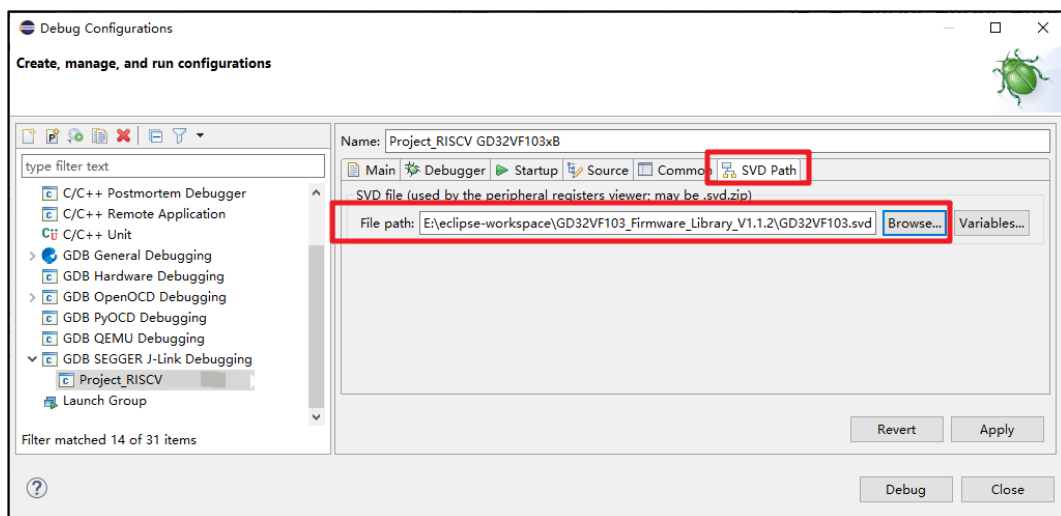 Debug Configurations
Create, manage, and run configurations
type filter text
C/C++ Postmortem Debugger
C/C++ Remote Application
C/C++ Unit
GDB General Debugging
GDB Hardware Debugging
GDB OpenOCD Debugging
GDB PyOCD Debugging
GDB QEMU Debugging
GDB SEGGER J-Link Debugging
Project_RISCV
Launch Group
Filter matched 14 of 31 items
Name: Project_RISCV GD32VF103xB
Main Debugger Startup Source Common SVD Path
SVD file (used by the peripheral registers viewer; may be .svd.zip)
File path: E:\eclipse-workspace\GD32VF103_Firmware_Library_V1.1.2\GD32VF103.svd Browse... Variables...
Revert Apply
Debug Close